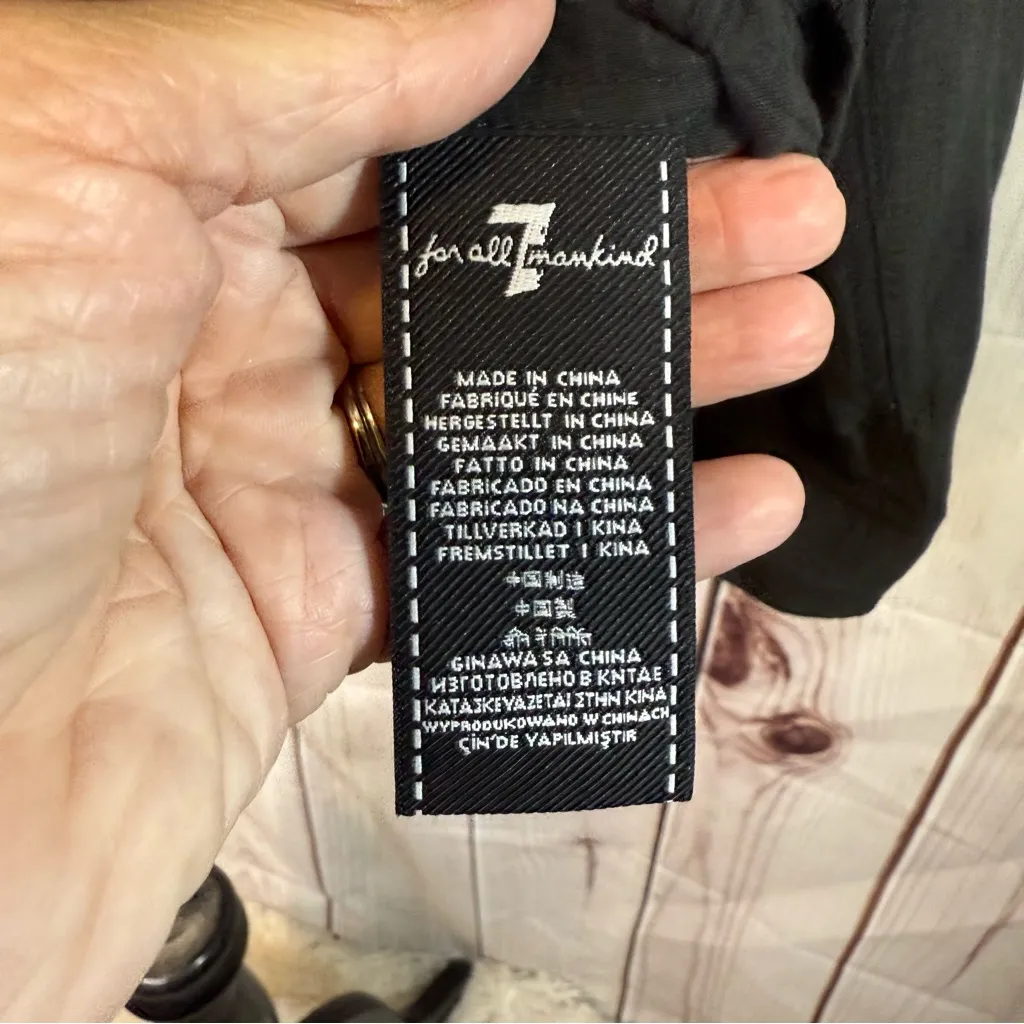 for all 7 mankind
MADE IN CHINA
FABRIQUÉ EN CHINE
HERGESTELLT IN CHINA
GEMAAKT IN CHINA
FATTO IN CHINA
FABRICADO EN CHINA
FABRICADO NA CHINA
TILLVERKAD I KINA
FREMSTILLET I KINA
中国制造
中國製
GINAWA SA CHINA
ИЗГОТОВЛЕНО В КNТАЕ
ΚΑΤΑΣΚΕΥΑΖΕΤΑΙ ΣΤΗΝ ΚΙΝΑ
WYPRODUKOWANO W CHINACH
ÇİN'DE YAPILMIŞTIR